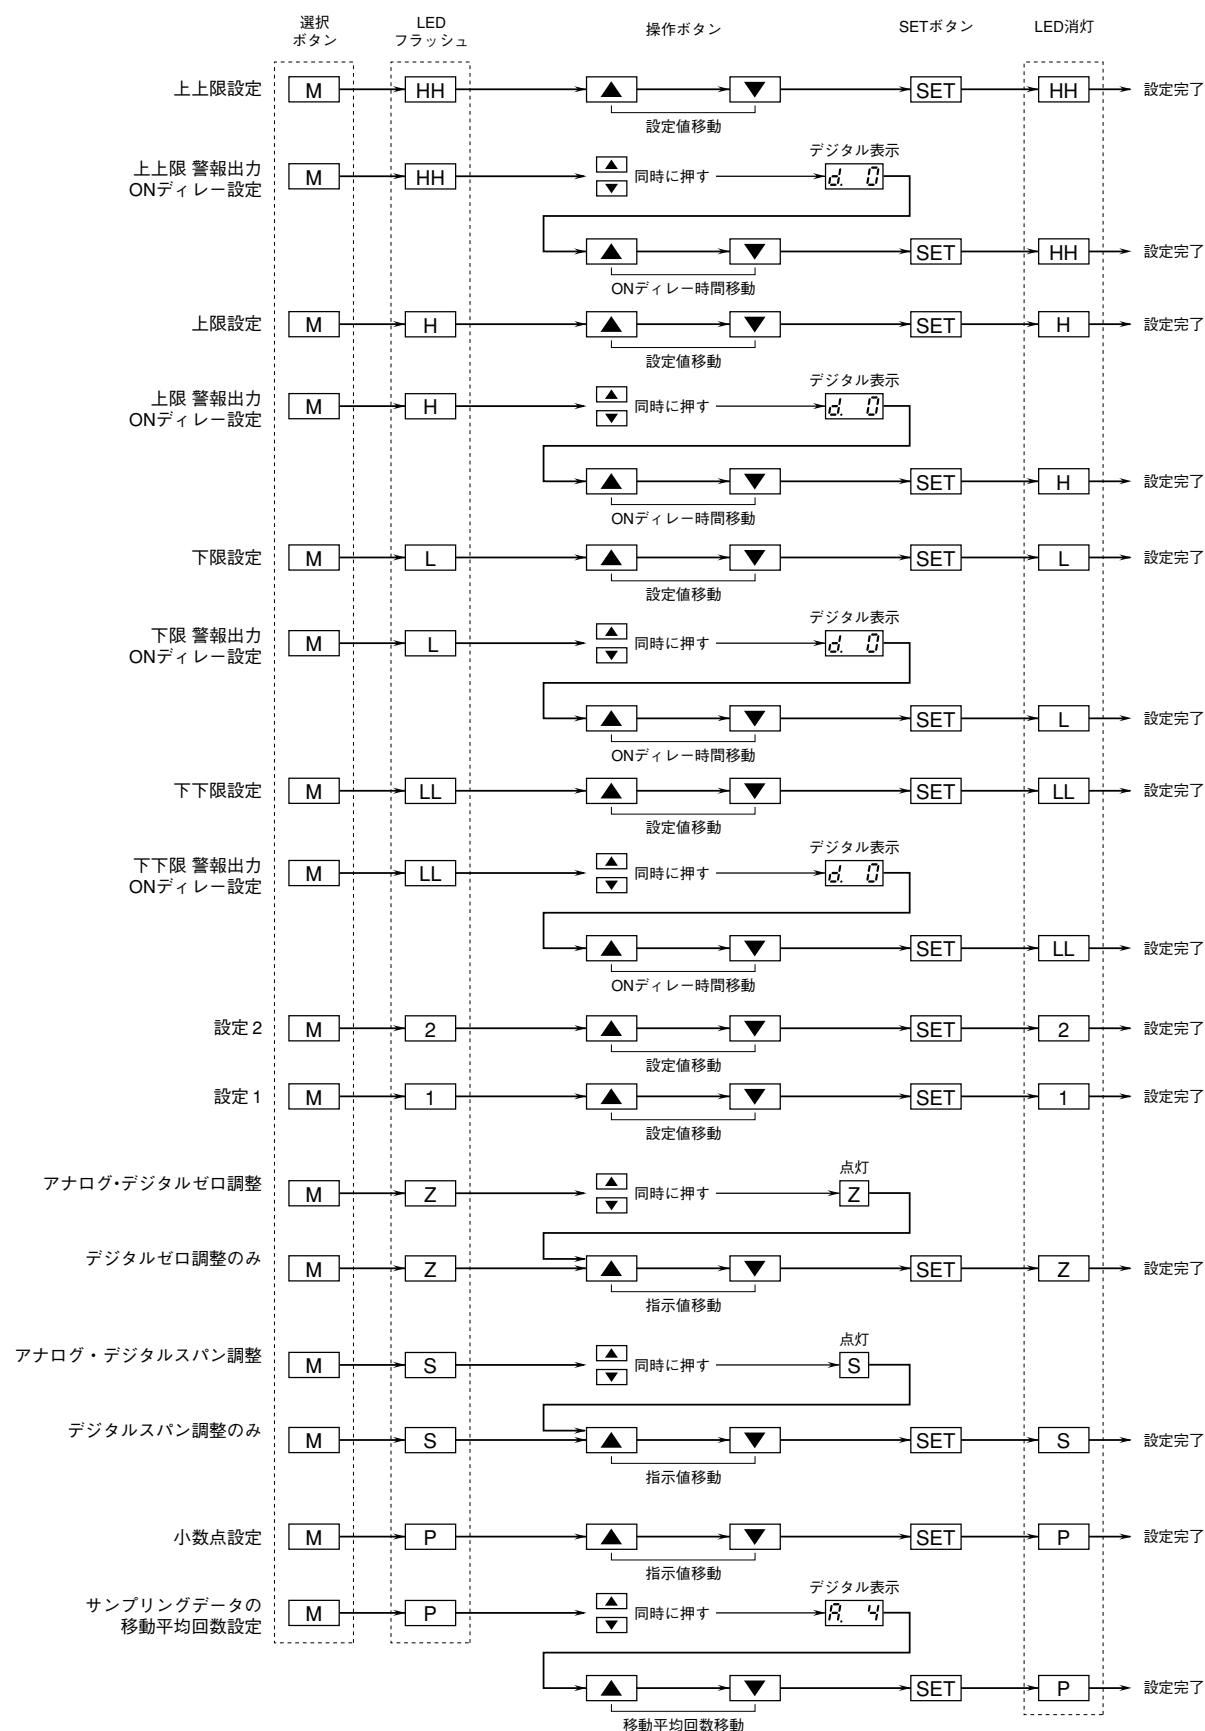 選択
ボタン
LED
フラッシュ
操作ボタン
SETボタン
LED消灯
上上限設定 M HH ▲ ▼ SET HH 設定完了
設定値移動
デジタル表示
上上限 警報出力
ONディレー設定
M HH ▲ ▼ 同時に押す d. 0
▲ ▼ SET HH 設定完了
ONディレー時間移動
上限設定 M H ▲ ▼ SET H 設定完了
設定値移動
デジタル表示
上限 警報出力
ONディレー設定
M H ▲ ▼ 同時に押す d. 0
▲ ▼ SET H 設定完了
ONディレー時間移動
下限設定 M L ▲ ▼ SET L 設定完了
設定値移動
デジタル表示
下限 警報出力
ONディレー設定
M L ▲ ▼ 同時に押す d. 0
▲ ▼ SET L 設定完了
ONディレー時間移動
下下限設定 M LL ▲ ▼ SET LL 設定完了
設定値移動
デジタル表示
下下限 警報出力
ONディレー設定
M LL ▲ ▼ 同時に押す d. 0
▲ ▼ SET LL 設定完了
ONディレー時間移動
設定2 M 2 ▲ ▼ SET 2 設定完了
設定値移動
設定1 M 1 ▲ ▼ SET 1 設定完了
設定値移動
点灯
アナログ・デジタルゼロ調整 M Z ▲ ▼ 同時に押す Z
デジタルゼロ調整のみ M Z ▲ ▼ SET Z 設定完了
指示値移動
点灯
アナログ・デジタルスパン調整 M S ▲ ▼ 同時に押す S
デジタルスパン調整のみ M S ▲ ▼ SET S 設定完了
指示値移動
小数点設定 M P ▲ ▼ SET P 設定完了
指示値移動
デジタル表示
サンプリングデータの
移動平均回数設定
M P ▲ ▼ 同時に押す A. 4
▲ ▼ SET P 設定完了
移動平均回数移動